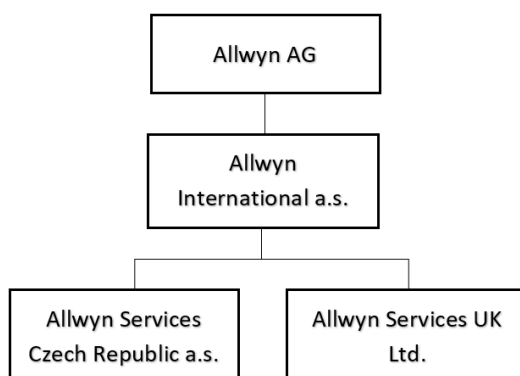 Allwyn AG
Allwyn
International a.s.
Allwyn Services
Czech Republic a.s.
Allwyn Services UK
Ltd.